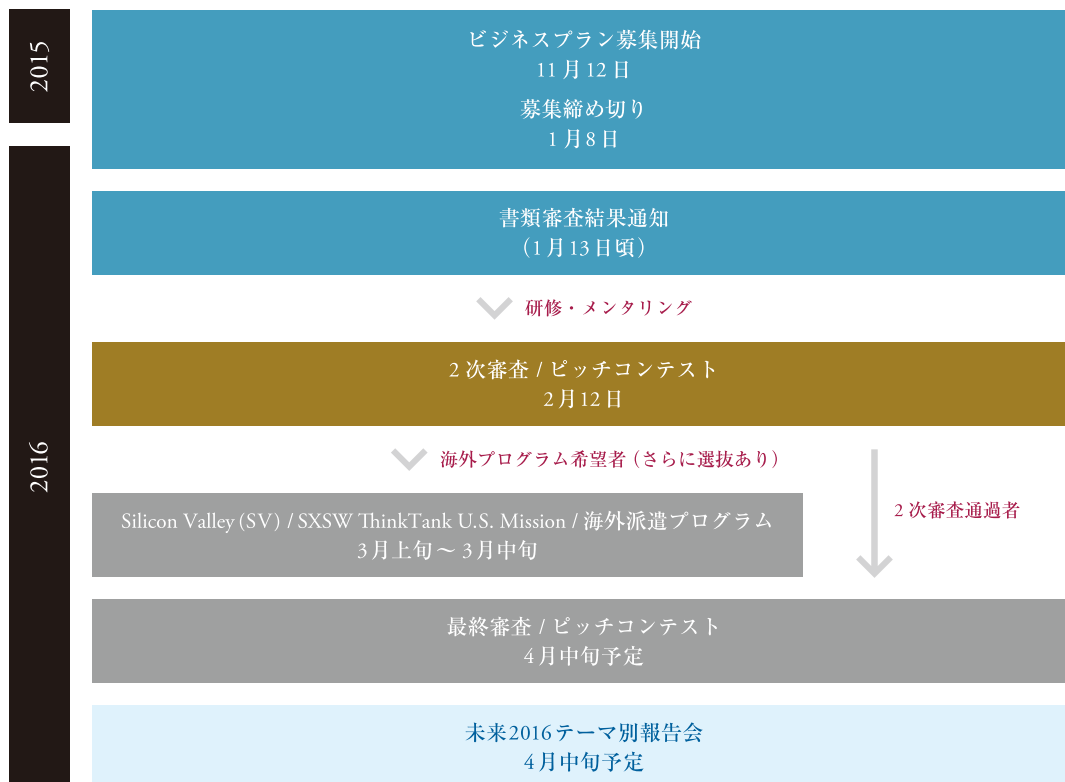 2015
ビジネスプラン募集開始
11月12日
募集締め切り
1月8日
2016
書類審査結果通知
（1月13日頃）
研修・メンタリング
2次審査 / ピッチコンテスト
2月12日
海外プログラム希望者（さらに選抜あり）
2次審査通過者
Silicon Valley (SV) / SXSW ThinkTank U.S. Mission / 海外派遣プログラム
3月上旬〜 3月中旬
最終審査 / ピッチコンテスト
4月中旬予定
未来2016テーマ別報告会
4月中旬予定